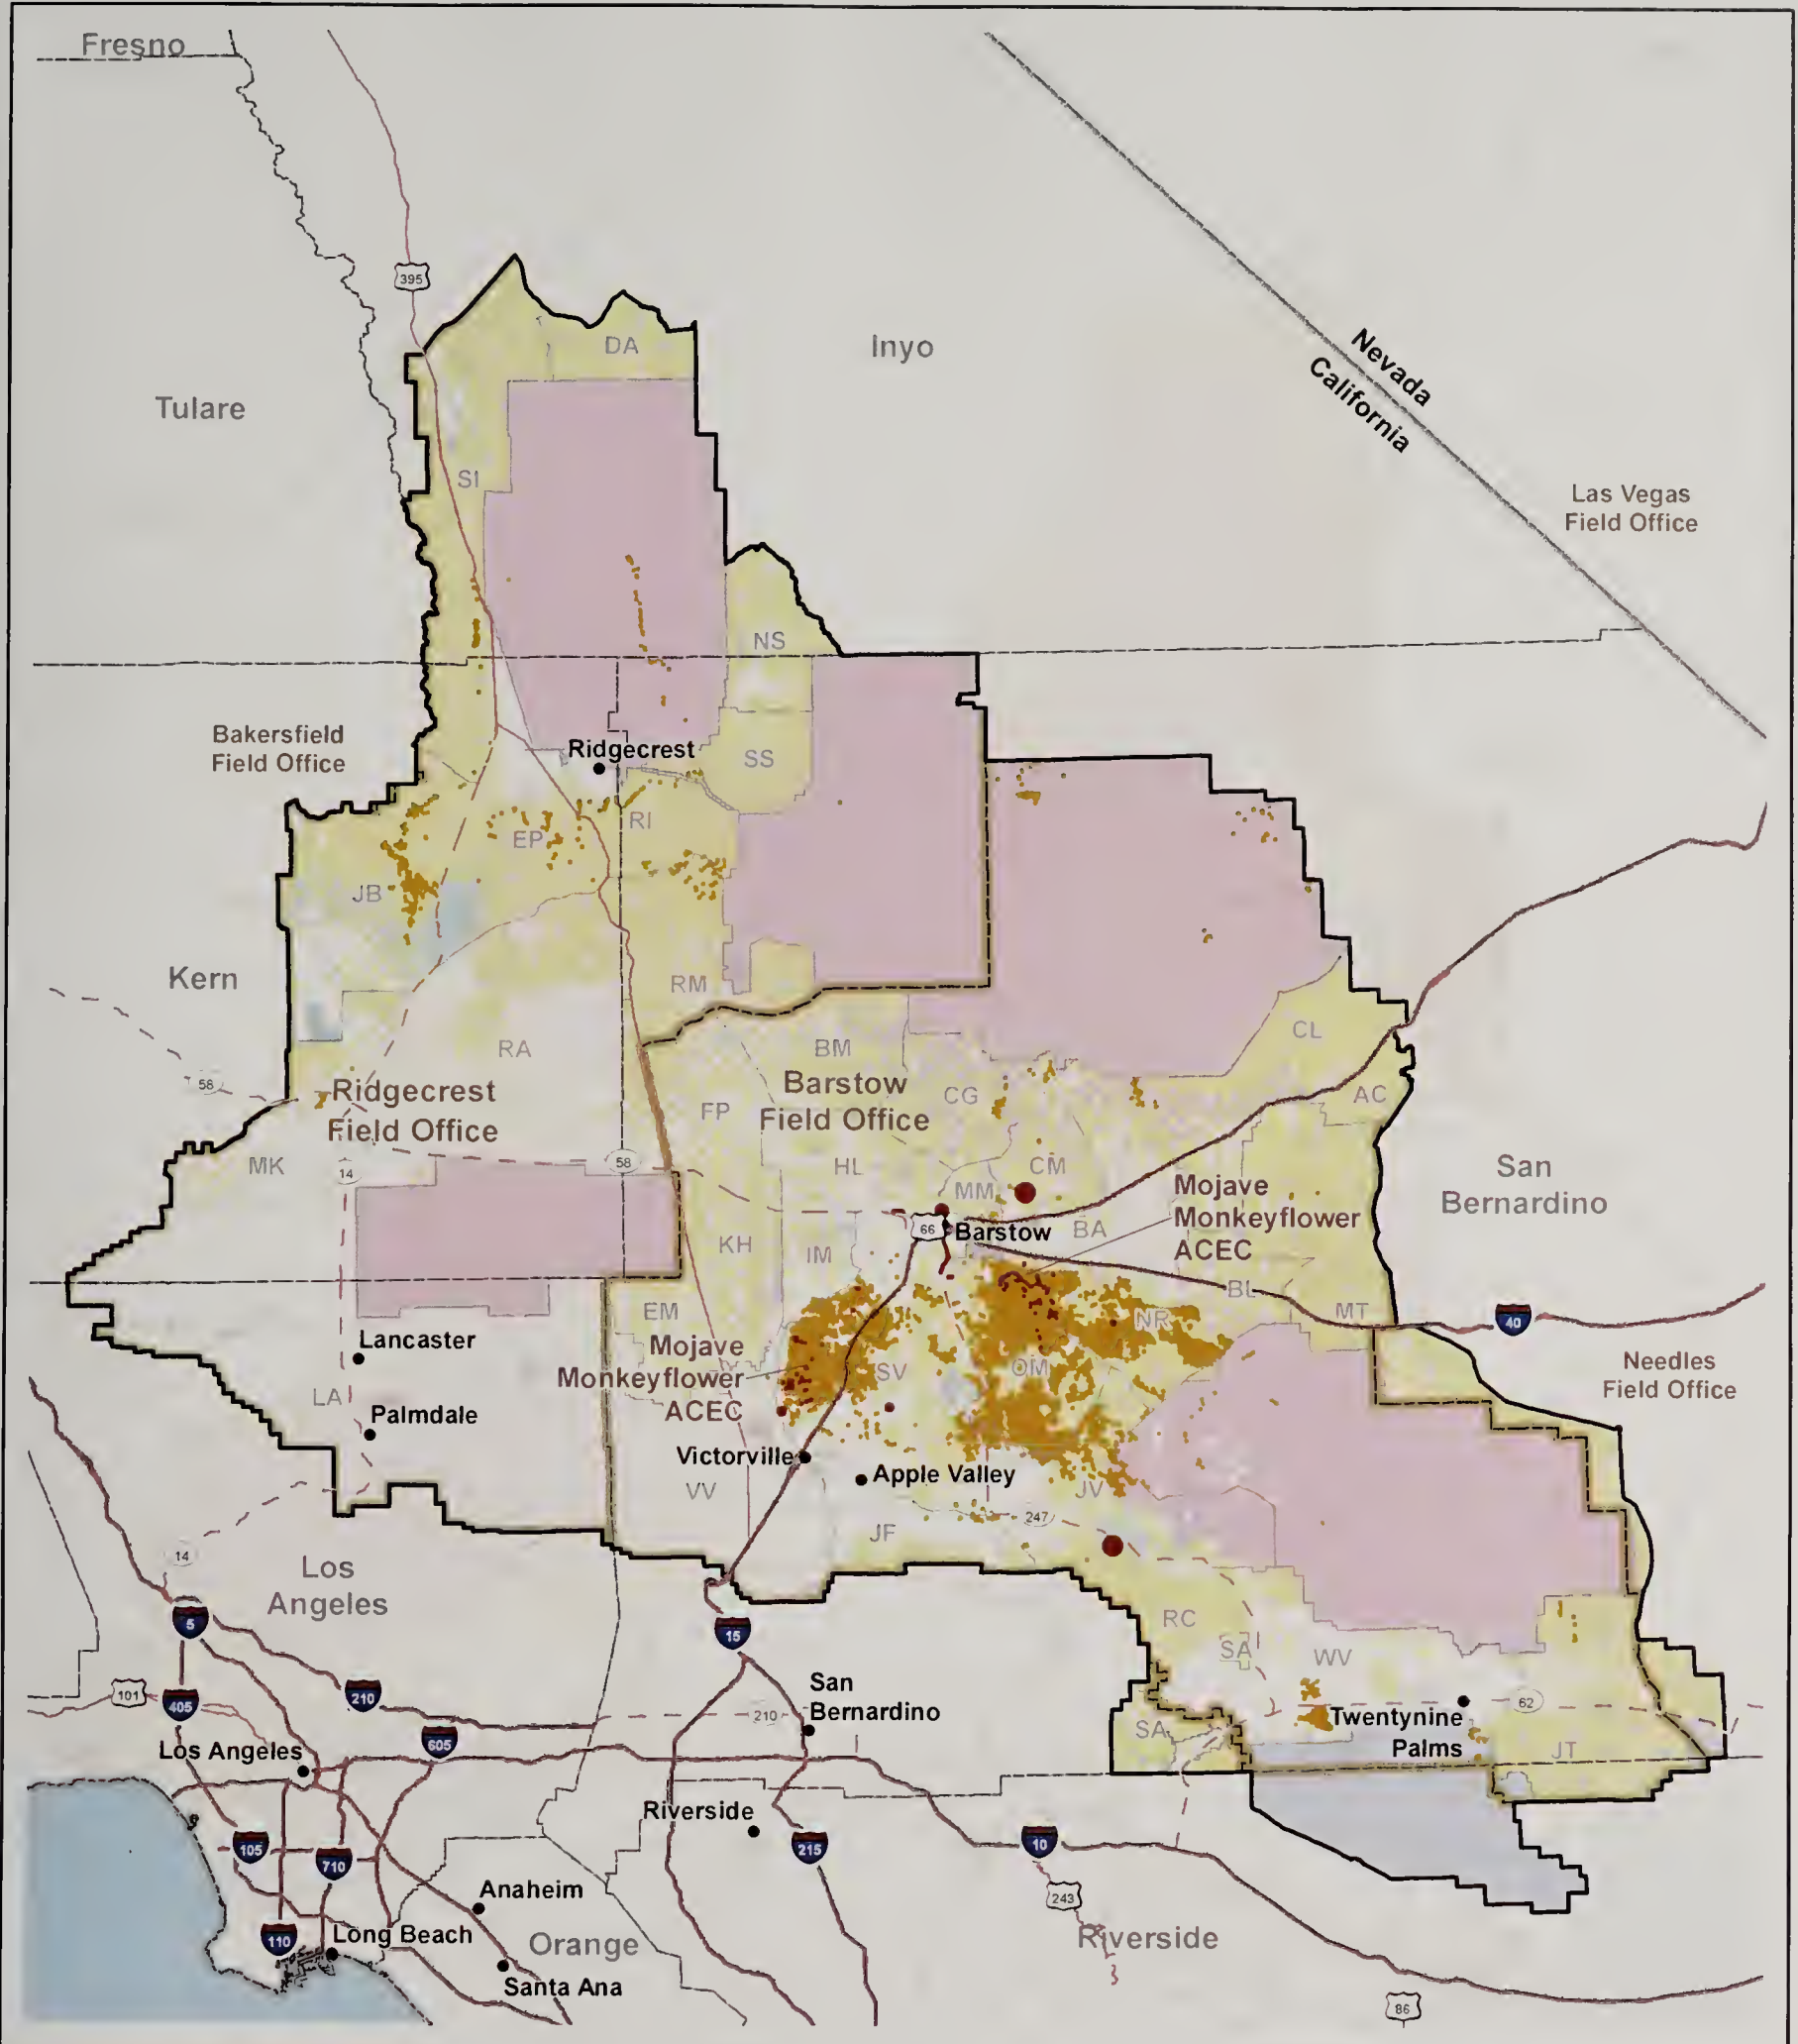 Fresno
395
DA
Inyo
Nevada
California
Tulare
SI
Las Vegas
Field Office
NS
Bakersfield
Field Office
Ridgecrest
SS
RI
EP
JB
Kern
RM
CL
RA
BM
58
Ridgecrest
Field Office
Barstow
Field Office
CG
AC
FP
MK
14
58
HL
CM
MM
San
Bernardino
Mojave
Monkeyflower
ACEC
66
Barstow
BA
KH
IM
BL
EM
MT
NR
40
Lancaster
Mojave
Monkeyflower
ACEC
SV
OM
Needles
Field Office
LA
Palmdale
Victorville
Apple Valley
VV
JV
247
JF
14
Los
Angeles
5
15
RC
SA
WV
101
405
210
San
Bernardino
210
62
Twentynine
Palms
SA
605
Los Angeles
JT
Riverside
105
710
215
10
Anaheim
243
110
Long Beach
Orange
Riverside
Santa Ana
86